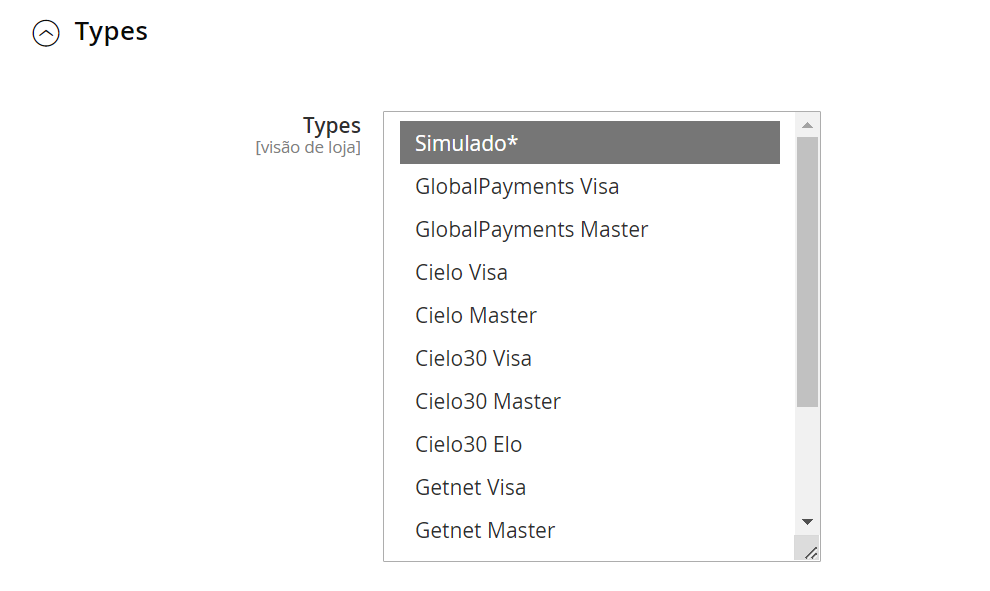 Types
Types
[visão de loja]
Simulado*
GlobalPayments Visa
GlobalPayments Master
Cielo Visa
Cielo Master
Cielo30 Visa
Cielo30 Master
Cielo30 Elo
Getnet Visa
Getnet Master